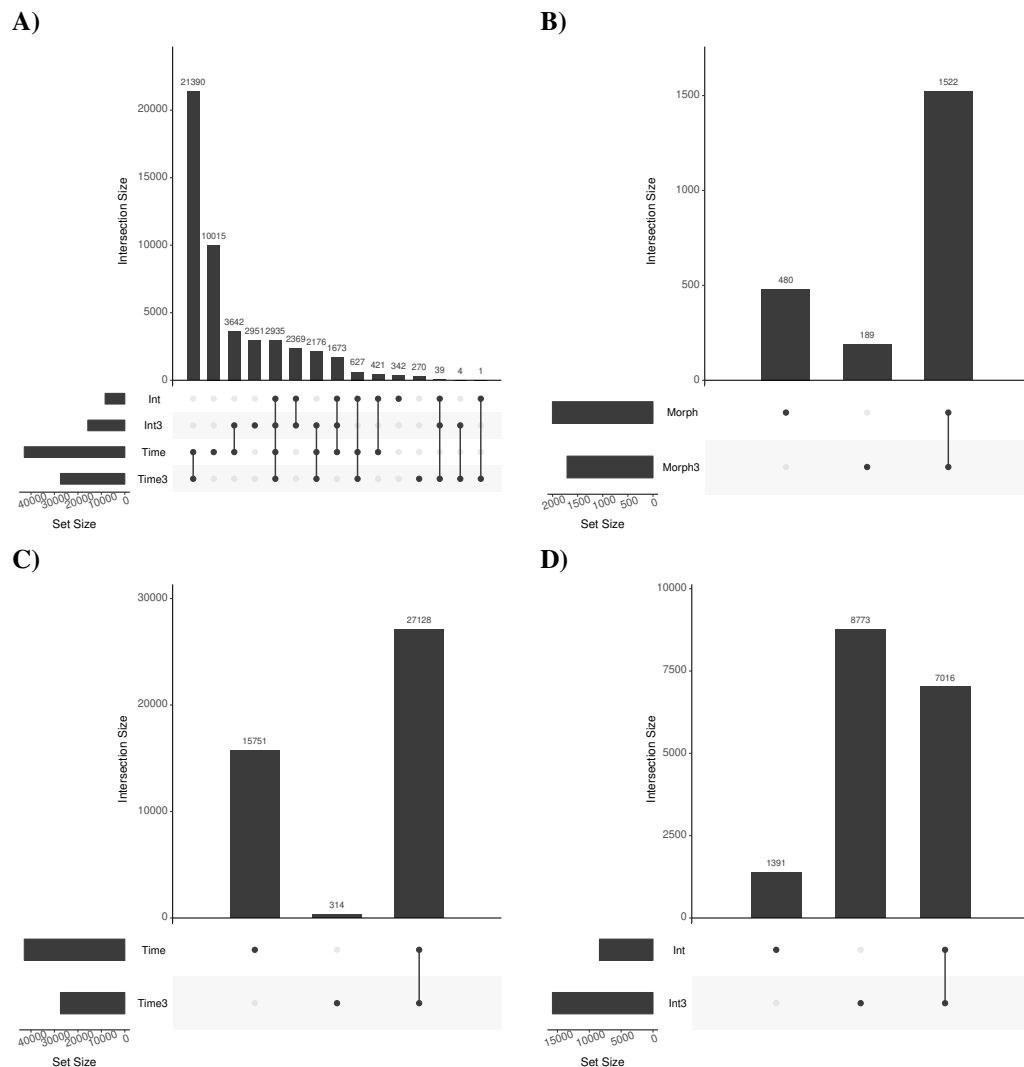 A)
21390
20000
15000
10015
10000
5000
3642
2951
2935
2369
2176
1673
627
421
342
270
39
4
1
0
Intersection Size
Int
Int3
Time
Time3
40000
30000
20000
10000
0
Set Size
B)
1522
1500
1000
480
500
189
0
Intersection Size
Morph
Morph3
2000
1500
1000
500
0
Set Size
C)
30000
27128
20000
15751
10000
314
0
Intersection Size
Time
Time3
40000
30000
20000
10000
0
Set Size
D)
10000
8773
7500
7016
5000
2500
1391
0
Intersection Size
Int
Int3
15000
10000
5000
0
Set Size